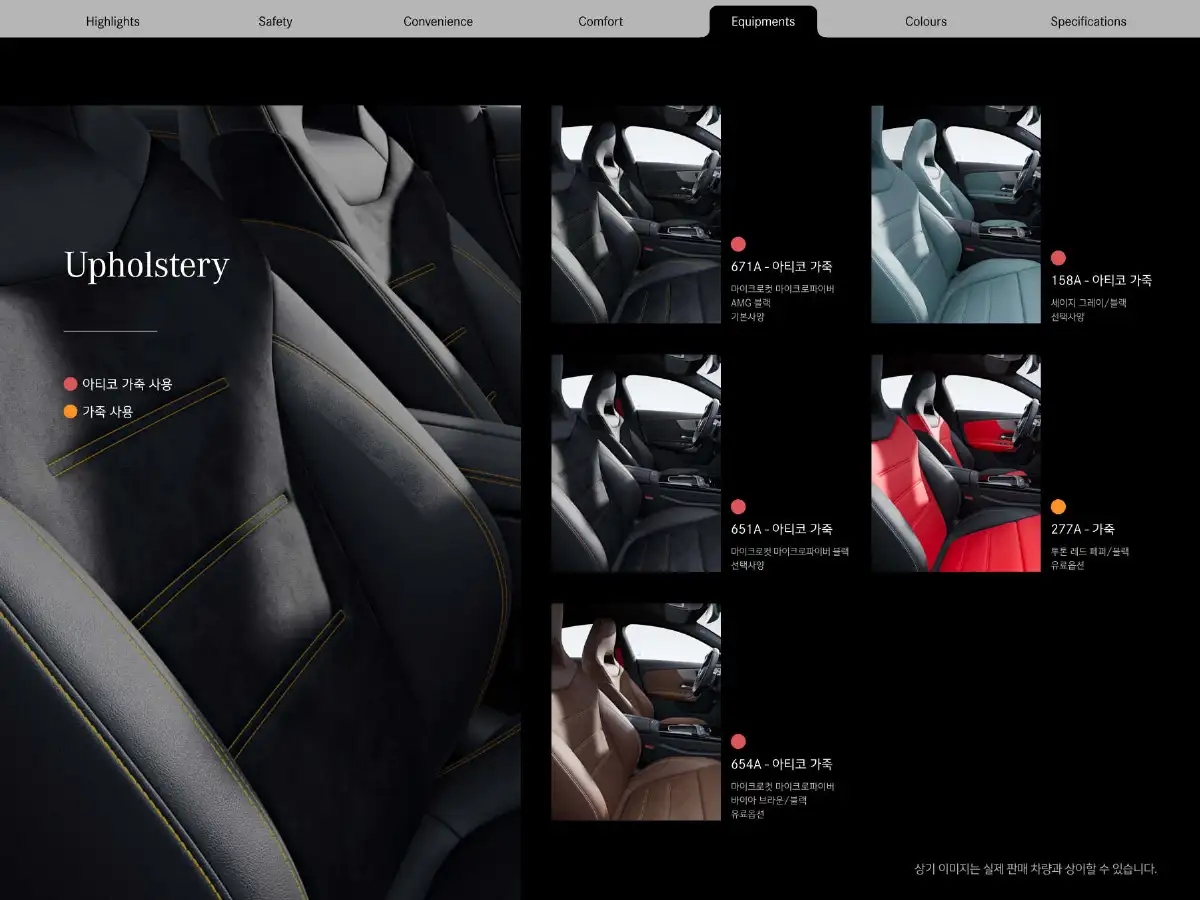 Highlights
Safety
Convenience
Comfort
Equipments
Colours
Specifications
Upholstery
아티코 가죽 사용
가죽 사용
671A - 아티코 가죽
마이크로컷 마이크로파이버
AMG 블랙
기본사양
158A - 아티코 가죽
세이지 그레이/블랙
선택사양
651A - 아티코 가죽
마이크로컷 마이크로파이버 블랙
선택사양
277A - 가죽
투톤 레드 페퍼/블랙
유료옵션
654A - 아티코 가죽
마이크로컷 마이크로파이버
바이아 브라운/블랙
유료옵션
상기 이미지는 실제 판매 차량과 상이할 수 있습니다.